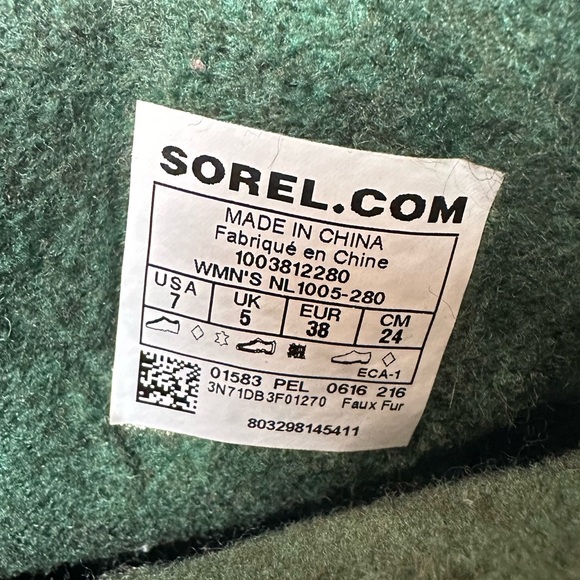 SOREL.COM
MADE IN CHINA
Fabriqué en Chine
1003812280
WMN'S NL1005-280
USA UK EUR CM
7 5 38 24
ECA-1
01583 PEL 0616 216
3N71DB3F01270 Faux Fur
803298145411